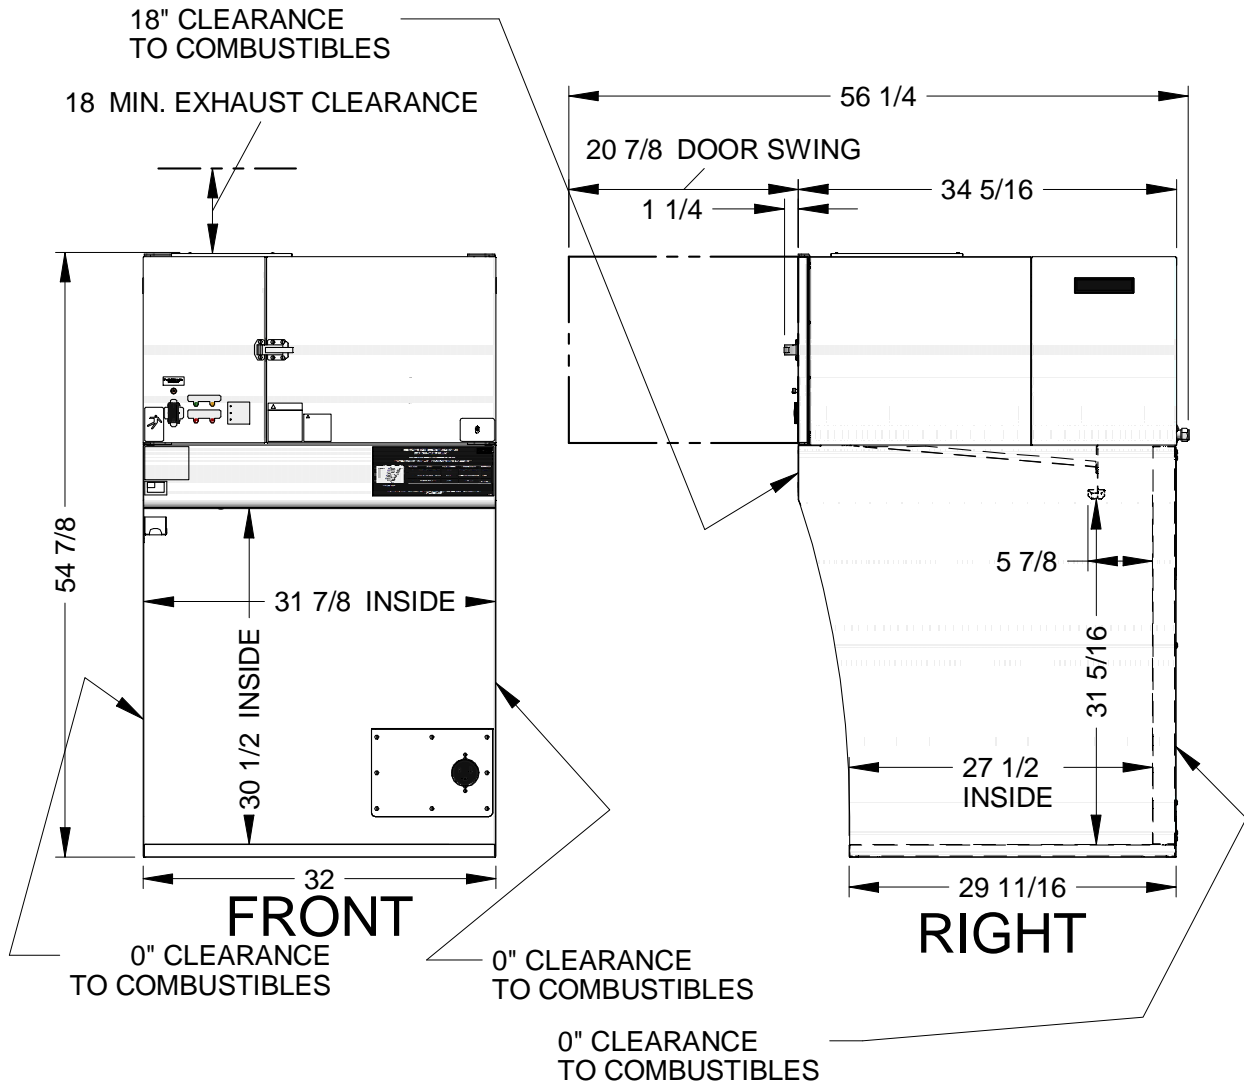 18" CLEARANCE
TO COMBUSTIBLES
18 MIN. EXHAUST CLEARANCE
56 1/4
20 7/8 DOOR SWING
34 5/16
1 1/4
54 7/8
31 7/8 INSIDE
30 1/2 INSIDE
5 7/8
31 5/16
27 1/2
INSIDE
32
FRONT
29 11/16
RIGHT
0" CLEARANCE
TO COMBUSTIBLES
0" CLEARANCE
TO COMBUSTIBLES
0" CLEARANCE
TO COMBUSTIBLES